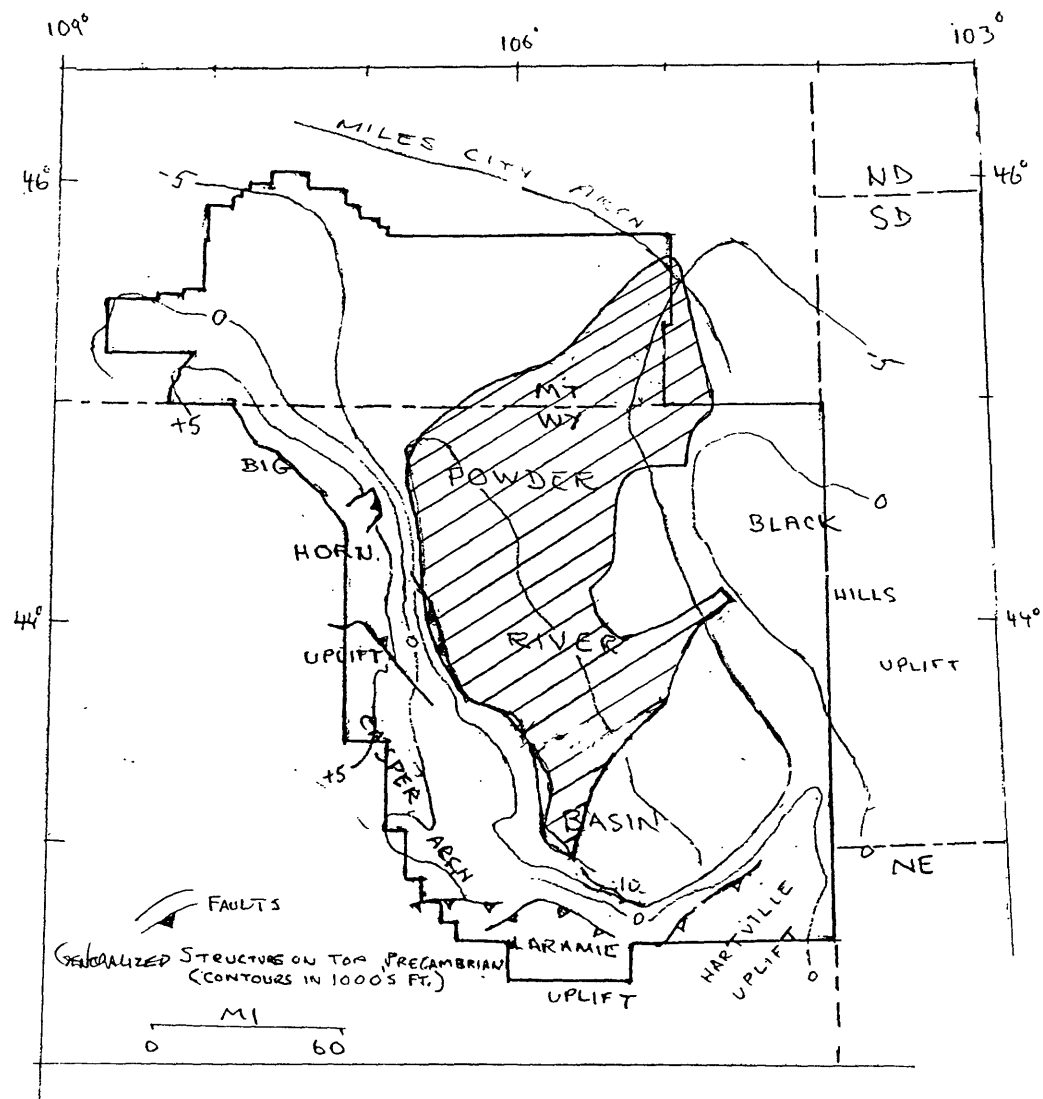 109°
106°
103°
MILES CITY ARCH
-5
46°
ND
46°
SD
0
-5
MT
WY
+5
BIG
POWDER
0
BLACK
HORN
44°
HILLS
44°
0
RIVER
UPLIFT
UPLIFT
CASPER
+5
BASIN
ARCH
0
NE
-10
FAULTS
0
HARTVILLE
LARAMIE
GENERALIZED STRUCTURE ON TOP PRECAMBRIAN
(CONTOURS IN 1000'S FT.)
UPLIFT
0
UPLIFT
MI
0 60